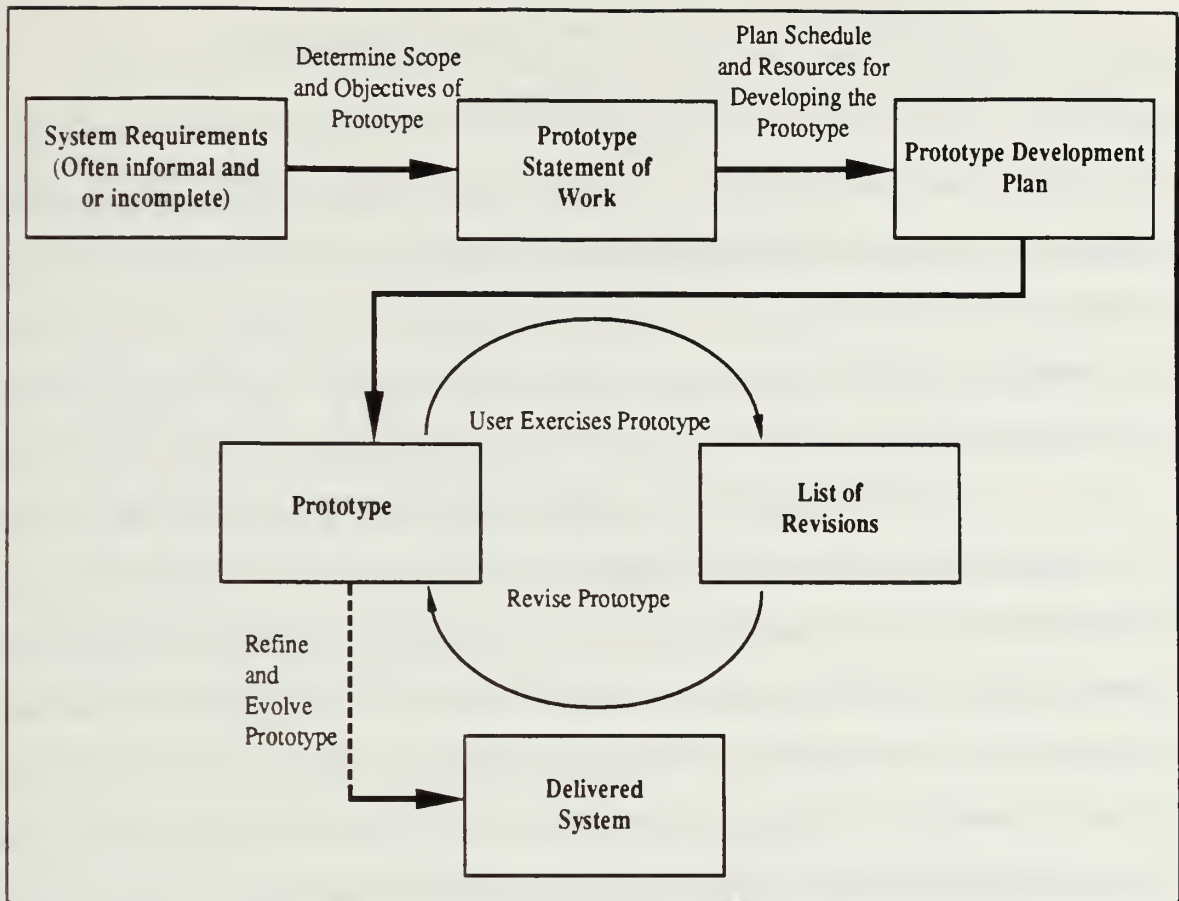 Determine Scope
and Objectives of
Prototype
Plan Schedule
and Resources for
Developing the
Prototype
System Requirements
(Often informal and
or incomplete)
Prototype
Statement of
Work
Prototype Development
Plan
User Exercises Prototype
Prototype
List of
Revisions
Revise Prototype
Refine
and
Evolve
Prototype
Delivered
System